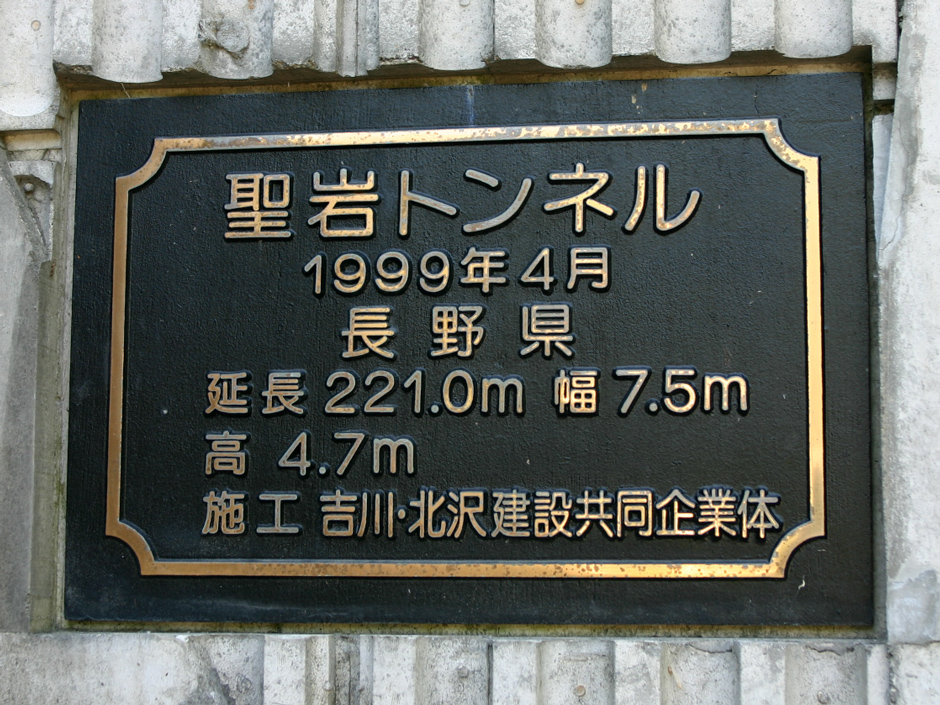 聖岩トンネル
1999年4月
長野県
延長 221.0m 幅 7.5m
高 4.7m
施工 吉川・北沢建設共同企業体